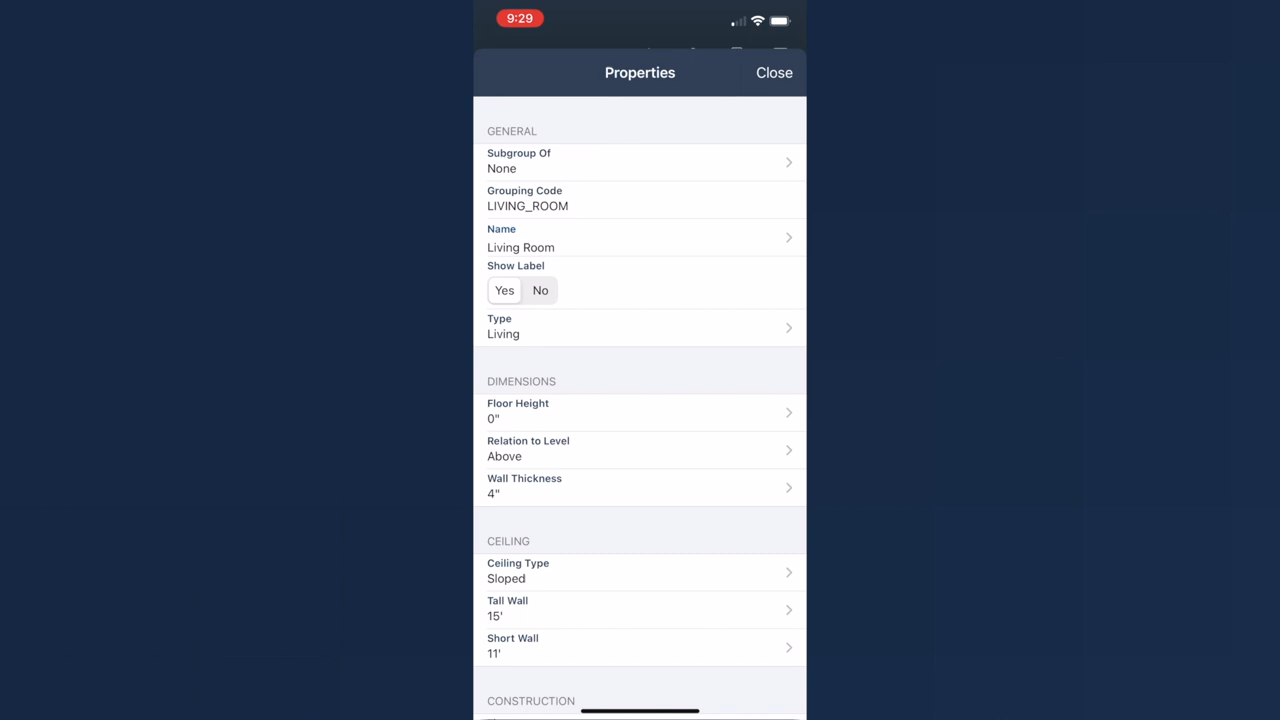 9:29
Properties
Close
GENERAL
Subgroup Of
None
Grouping Code
LIVING_ROOM
Name
Living Room
Show Label
Yes No
Type
Living
DIMENSIONS
Floor Height
0"
Relation to Level
Above
Wall Thickness
4"
CEILING
Ceiling Type
Sloped
Tall Wall
15'
Short Wall
11'
CONSTRUCTION